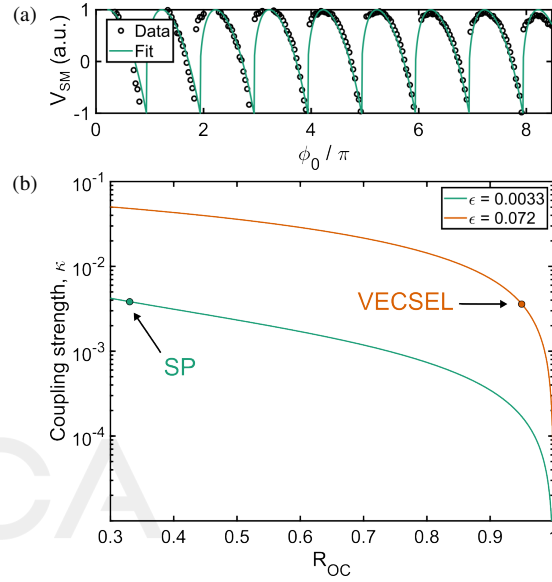 (a)
V_SM (a.u.)
1
0
-1
Data
Fit
0 2 4 6 8
ϕ_0 / π
(b)
Coupling strength, κ
10^-1
10^-2
10^-3
10^-4
ϵ = 0.0033
ϵ = 0.072
VECSEL
SP
CA
0.3 0.4 0.5 0.6 0.7 0.8 0.9 1
R_OC